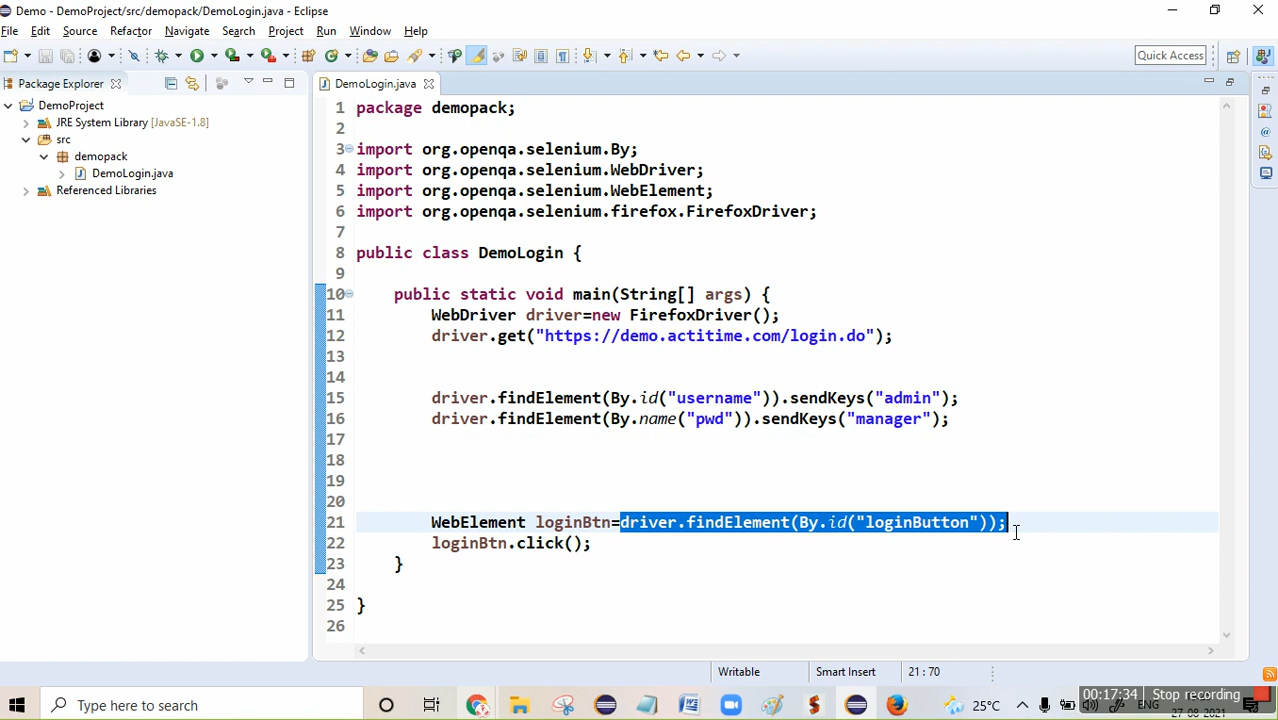 Demo - DemoProject/src/demopack/DemoLogin.java - Eclipse
File Edit Source Refactor Navigate Search Project Run Window Help
Quick Access
Package Explorer
DemoLogin.java
DemoProject
JRE System Library [JavaSE-1.8]
src
demopack
DemoLogin.java
Referenced Libraries
1 package demopack;
2
3 import org.openqa.selenium.By;
4 import org.openqa.selenium.WebDriver;
5 import org.openqa.selenium.WebElement;
6 import org.openqa.selenium.firefox.FirefoxDriver;
7
8 public class DemoLogin {
9
10 public static void main(String[] args) {
11 WebDriver driver=new FirefoxDriver();
12 driver.get("https://demo.actitime.com/login.do");
13
14
15 driver.findElement(By.id("username")).sendKeys("admin");
16 driver.findElement(By.name("pwd")).sendKeys("manager");
17
18
19
20
21 WebElement loginBtn=driver.findElement(By.id("loginButton"));
22 loginBtn.click();
23 }
24
25 }
26
Writable Smart Insert 21 : 70
Type here to search
25°C
ENG
00:17:34 Stop recording
27-08-2021